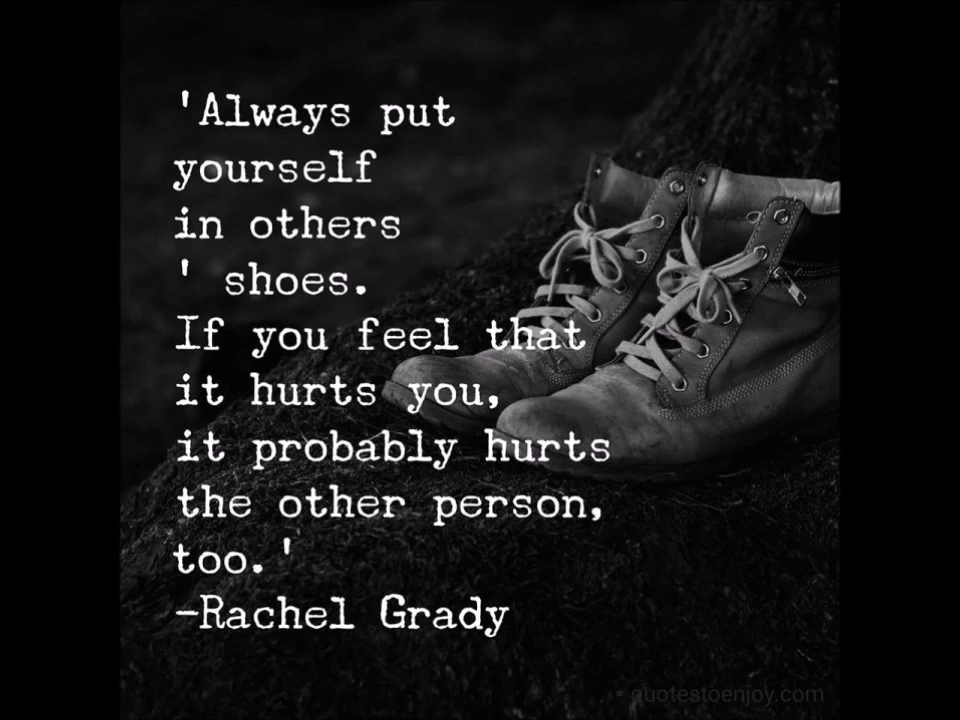 'Always put
yourself
in others
' shoes.
If you feel that
it hurts you,
it probably hurts
the other person,
too.'
-Rachel Grady
quotestoenjoy.com